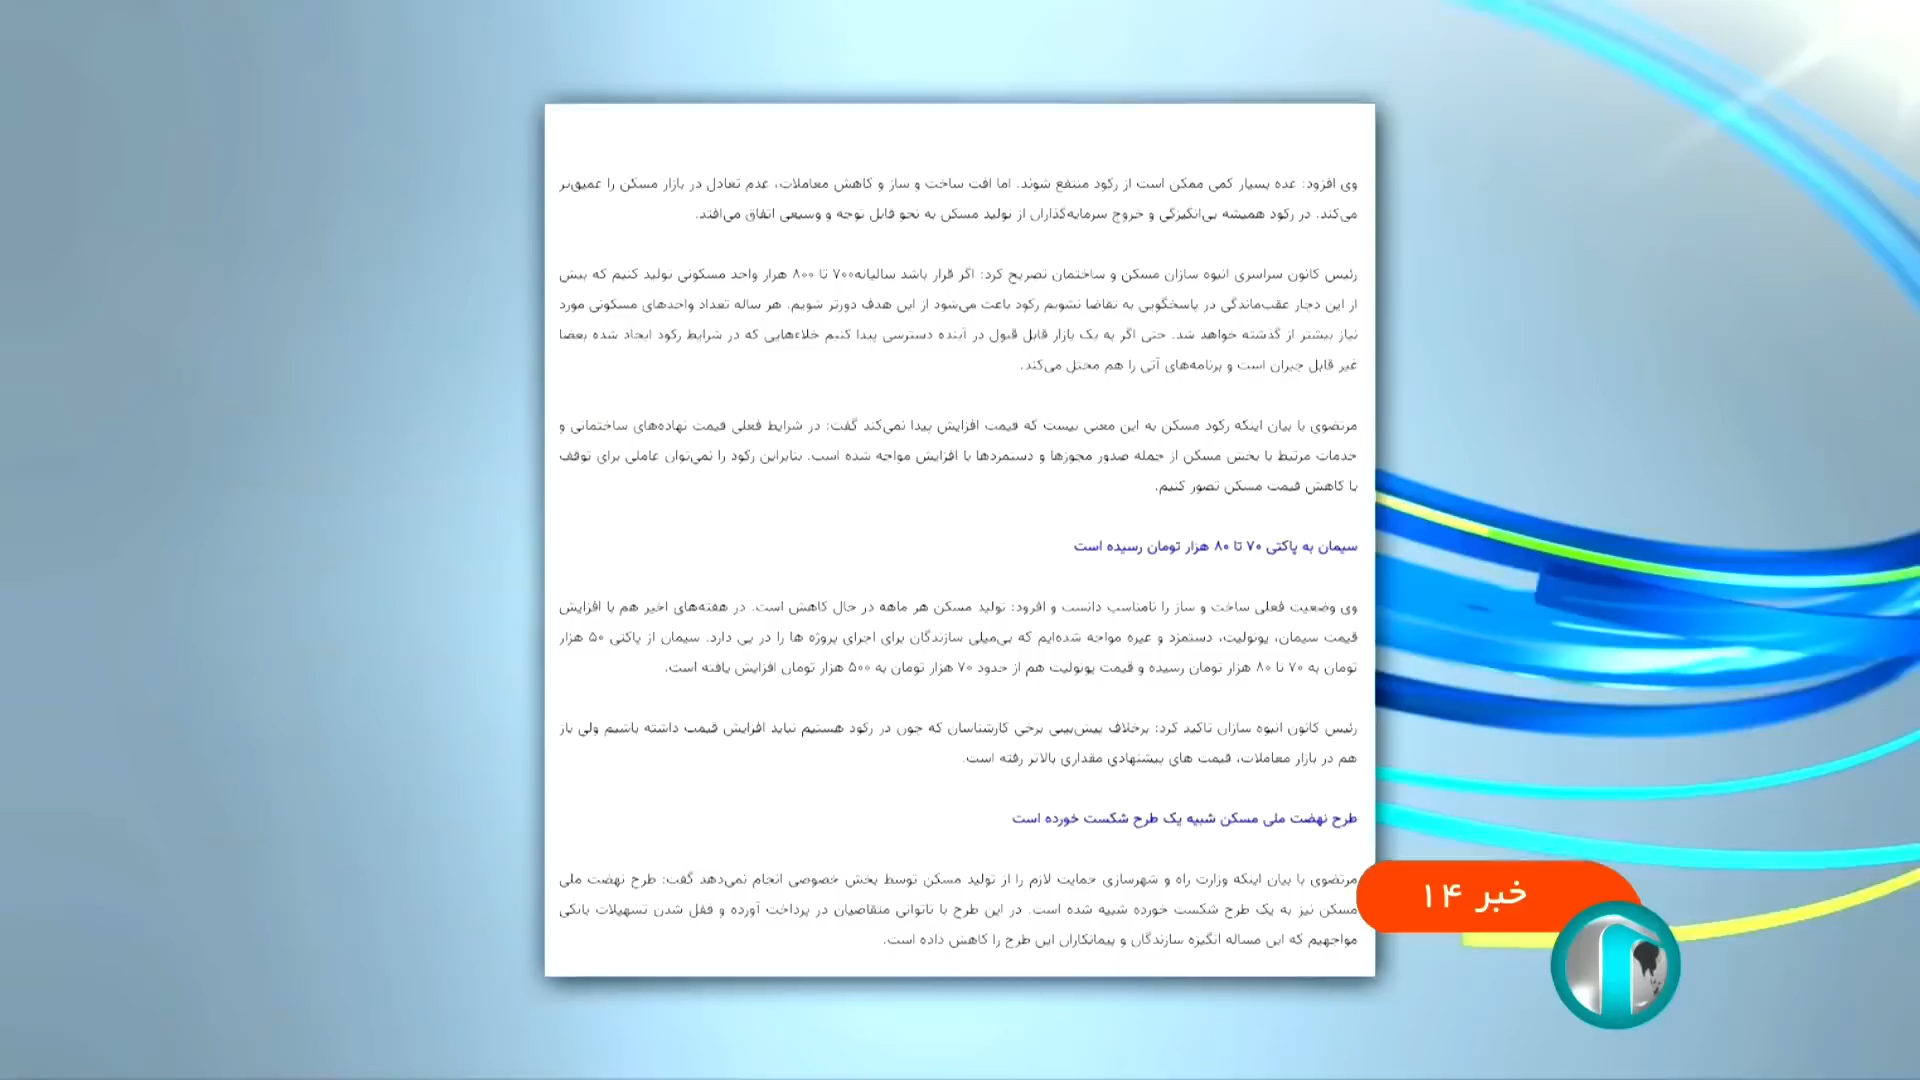 وی افزود: عده بسیار کمی ممکن است از رکود منتفع شوند. اما افت ساخت و ساز و کاهش معاملات، عدم تعادل در بازار مسکن را عمیق‌تر
می‌کند. در رکود همیشه بی‌انگیزگی و خروج سرمایه‌گذاران از تولید مسکن به نحو قابل توجه و وسیعی اتفاق می‌افتد.
رئیس کانون سراسری انبوه سازان مسکن و ساختمان تصریح کرد: اگر قرار باشد سالیانه۷۰۰ تا ۸۰۰ هزار واحد مسکونی تولید کنیم که بیش
از این دچار عقب‌ماندگی در پاسخگویی به تقاضا نشویم رکود باعث می‌شود از این هدف دورتر شویم. هر ساله تعداد واحدهای مسکونی مورد
نیاز بیشتر از گذشته خواهد شد. حتی اگر به یک بازار قابل قبول در آینده دسترسی پیدا کنیم خلاءهایی که در شرایط رکود ایجاد شده بعضا
غیر قابل جبران است و برنامه‌های آتی را هم مختل می‌کند.
مرتضوی با بیان اینکه رکود مسکن به این معنی نیست که قیمت افزایش پیدا نمی‌کند گفت: در شرایط فعلی قیمت نهاده‌های ساختمانی و
خدمات مرتبط با بخش مسکن از جمله صدور مجوزها و دستمزدها با افزایش مواجه شده است. بنابراین رکود را نمی‌توان عاملی برای توقف
یا کاهش قیمت مسکن تصور کنیم.
سیمان به پاکتی ۷۰ تا ۸۰ هزار تومان رسیده است
وی وضعیت فعلی ساخت و ساز را نامناسب دانست و افزود: تولید مسکن هر ماهه در حال کاهش است. در هفته‌های اخیر هم با افزایش
قیمت سیمان، یونولیت، دستمزد و غیره مواجه شده‌ایم که بی‌میلی سازندگان برای اجرای پروژه ها را در پی دارد. سیمان از پاکتی ۵۰ هزار
تومان به ۷۰ تا ۸۰ هزار تومان رسیده و قیمت یونولیت هم از حدود ۷۰ هزار تومان به ۵۰۰ هزار تومان افزایش یافته است.
رئیس کانون انبوه سازان تاکید کرد: برخلاف پیش‌بینی برخی کارشناسان که چون در رکود هستیم نباید افزایش قیمت داشته باشیم ولی باز
هم در بازار معاملات، قیمت های پیشنهادی مقداری بالاتر رفته است.
طرح نهضت ملی مسکن شبیه یک طرح شکست خورده است
مرتضوی با بیان اینکه وزارت راه و شهرسازی حمایت لازم را از تولید مسکن توسط بخش خصوصی انجام نمی‌دهد گفت: طرح نهضت ملی
مسکن نیز به یک طرح شکست خورده شبیه شده است. در این طرح با ناتوانی متقاضیان در پرداخت آورده و قفل شدن تسهیلات بانکی
مواجهیم که این مساله انگیزه سازندگان و پیمانکاران این طرح را کاهش داده است.
خبر ۱۴